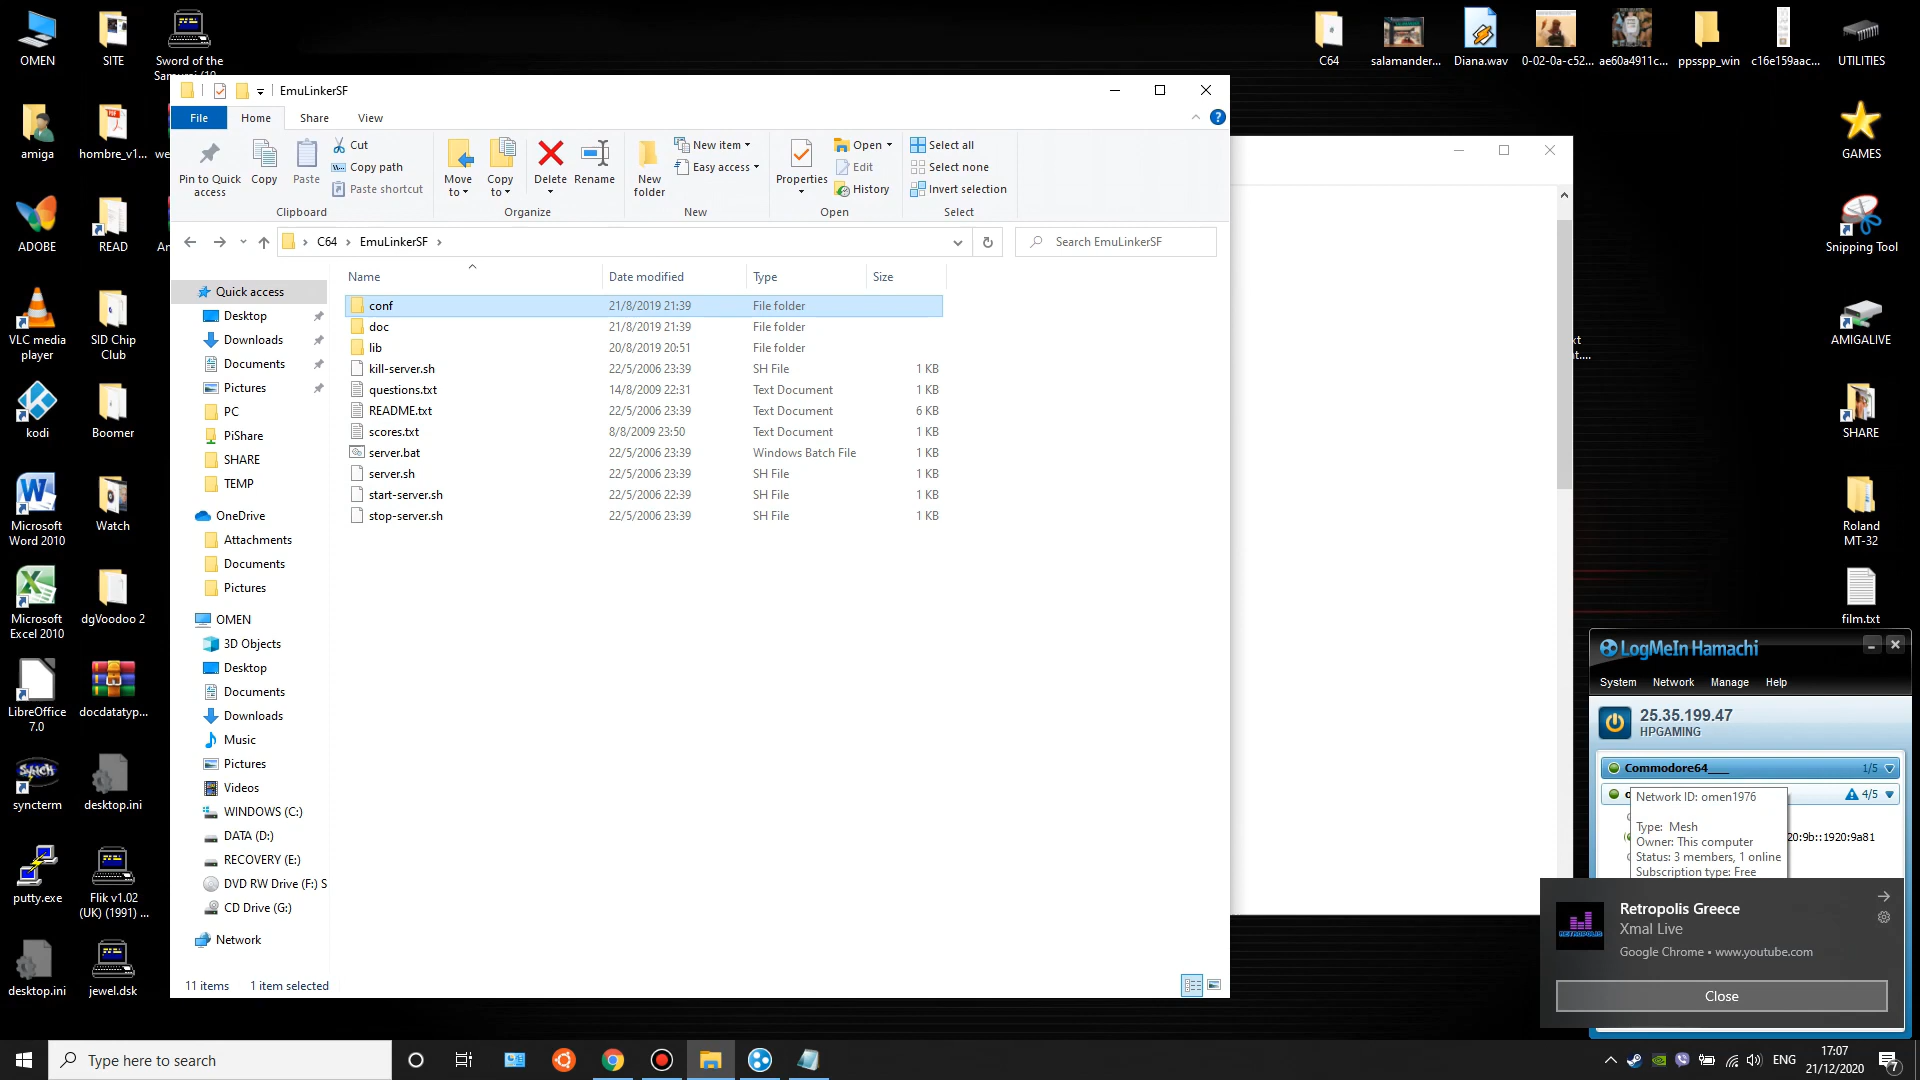 OMEN
SITE
Sword of the
C64
salamander...
Diana.wav
0-02-0a-c52...
ae60a4911c...
ppsspp_win
c16e159aac...
UTILITIES
EmuLinkerSF
File
Home
Share
View
Pin to Quick
access
Copy
Paste
Cut
Copy path
Paste shortcut
Clipboard
Move
to
Copy
to
Delete
Rename
Organize
New
folder
New item
Easy access
New
Properties
Open
Edit
History
Open
Select all
Select none
Invert selection
Select
C64
EmuLinkerSF
Search EmuLinkerSF
Name
Date modified
Type
Size
conf 21/8/2019 21:39 File folder
doc 21/8/2019 21:39 File folder
lib 20/8/2019 20:51 File folder
kill-server.sh 22/5/2006 23:39 SH File 1 KB
questions.txt 14/8/2009 22:31 Text Document 1 KB
README.txt 22/5/2006 23:39 Text Document 6 KB
scores.txt 8/8/2009 23:50 Text Document 1 KB
server.bat 22/5/2006 23:39 Windows Batch File 1 KB
server.sh 22/5/2006 23:39 SH File 1 KB
start-server.sh 22/5/2006 22:39 SH File 1 KB
stop-server.sh 22/5/2006 23:39 SH File 1 KB
Quick access
Desktop
Downloads
Documents
Pictures
PC
PiShare
SHARE
TEMP
OneDrive
Attachments
Documents
Pictures
OMEN
3D Objects
Desktop
Documents
Downloads
Music
Pictures
Videos
WINDOWS (C:)
DATA (D:)
RECOVERY (E:)
DVD RW Drive (F:) S
CD Drive (G:)
Network
11 items
1 item selected
amiga
hombre_v1...
ADOBE
READ
VLC media
player
SID Chip
Club
kodi
Boomer
Microsoft
Word 2010
Watch
Microsoft
Excel 2010
dgVoodoo 2
LibreOffice
7.0
docdatatyp...
syncterm
desktop.ini
putty.exe
Flik v1.02
(UK) (1991) ...
desktop.ini
jewel.dsk
GAMES
Snipping Tool
AMIGALIVE
SHARE
Roland
MT-32
film.txt
LogMeIn Hamachi
System
Network
Manage
Help
25.35.199.47
HPGAMING
Commodore64___
1/5
4/5
Network ID: omen1976
Type: Mesh
Owner: This computer
Status: 3 members, 1 online
Subscription type: Free
20:9b::1920:9a81
Retropolis Greece
Xmal Live
Google Chrome • www.youtube.com
Close
Type here to search
ENG
17:07
21/12/2020
7